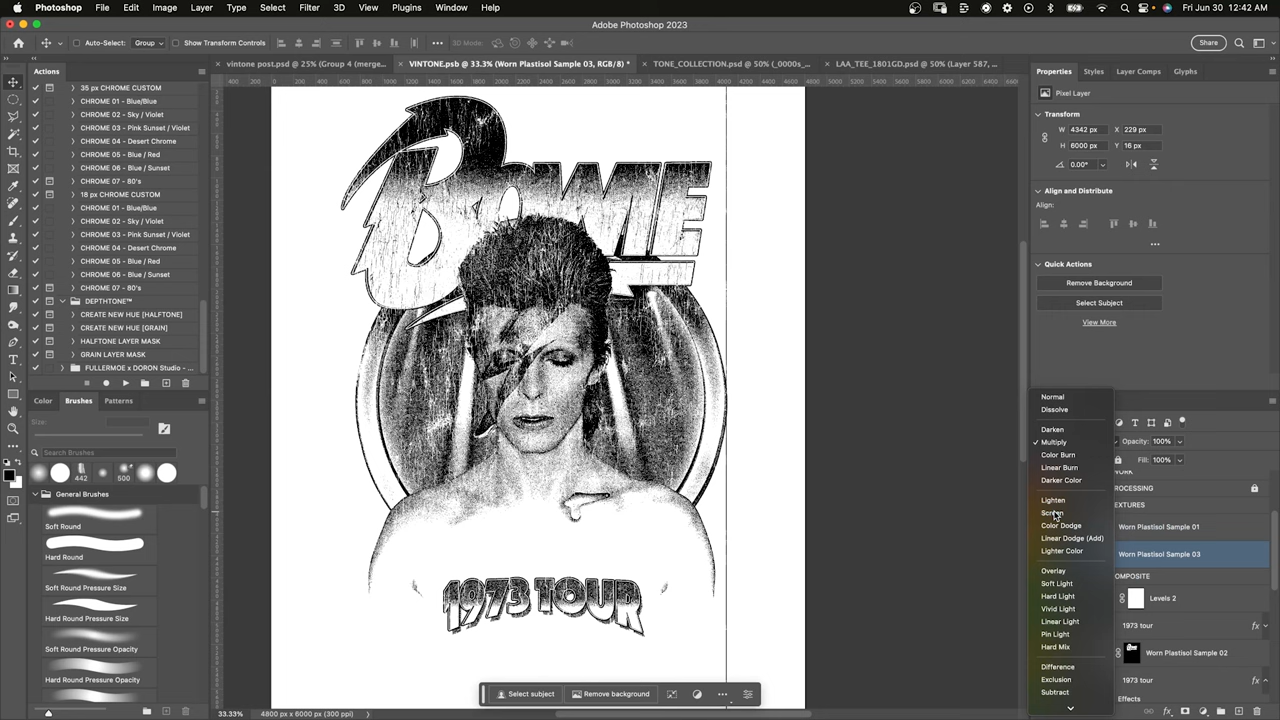 Photoshop File Edit Image Layer Type Select Filter 3D View Plugins Window Help
Fri Jun 30 12:42 AM
Adobe Photoshop 2023
Auto-Select: Group Show Transform Controls 3D Mode: Share
vintone post.psd @ 25% (Group 4 (merge...
VINTONE.psb @ 33.3% (Worn Plastisol Sample 03, RGB/8) *
TONE_COLLECTION.psd @ 50% (_0000s_...
LAA_TEE_1801GD.psd @ 50% (Layer 587, ...
Actions
35 px CHROME CUSTOM
CHROME 01 - Blue/Blue
CHROME 02 - Sky / Violet
CHROME 03 - Pink Sunset / Violet
CHROME 04 - Desert Chrome
CHROME 05 - Blue / Red
CHROME 06 - Blue / Sunset
CHROME 07 - 80's
18 px CHROME CUSTOM
CHROME 01 - Blue/Blue
CHROME 02 - Sky / Violet
CHROME 03 - Pink Sunset / Violet
CHROME 04 - Desert Chrome
CHROME 05 - Blue / Red
CHROME 06 - Blue / Sunset
CHROME 07 - 80's
DEPTHTONE™
CREATE NEW HUE [HALFTONE]
CREATE NEW HUE [GRAIN]
HALFTONE LAYER MASK
GRAIN LAYER MASK
FULLERMOE x DORON Studio - ...
Color Brushes Patterns
Size:
Search Brushes
442 500
General Brushes
Soft Round
Hard Round
Soft Round Pressure Size
Hard Round Pressure Size
Soft Round Pressure Opacity
Hard Round Pressure Opacity
BOWIE
1973 TOUR
Select subject Remove background
33.33% 4800 px x 6000 px (300 ppi)
Properties Styles Layer Comps Glyphs
Pixel Layer
Transform
W 4342 px X 229 px
H 6000 px Y 16 px
0.00°
Align and Distribute
Align:
Quick Actions
Remove Background
Select Subject
View More
Normal
Dissolve
Darken
Multiply
Color Burn
Linear Burn
Darker Color
Lighten
Screen
Color Dodge
Linear Dodge (Add)
Lighter Color
Overlay
Soft Light
Hard Light
Vivid Light
Linear Light
Pin Light
Hard Mix
Difference
Exclusion
Subtract
Opacity: 100%
Fill: 100%
WORK
PROCESSING
EXTURES
Worn Plastisol Sample 01
Worn Plastisol Sample 03
COMPOSITE
Levels 2
1973 tour fx
Worn Plastisol Sample 02
1973 tour fx
Effects